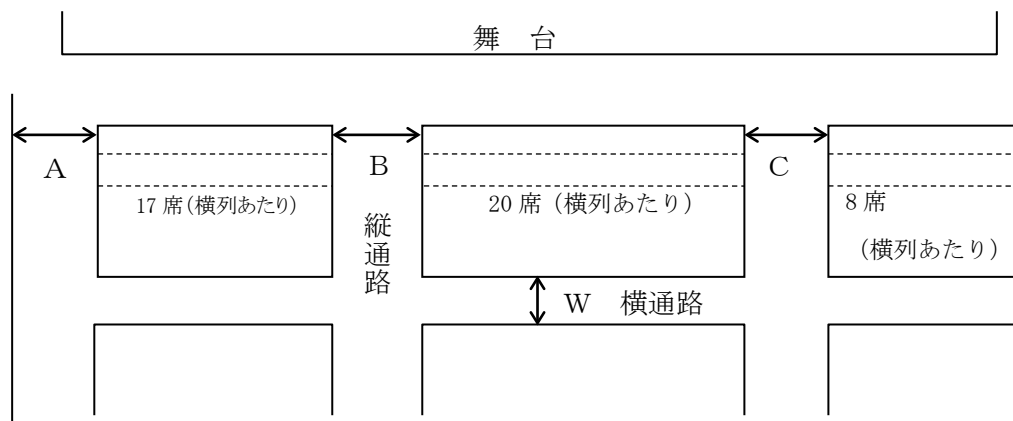 舞　台
A
B
C
17 席(横列あたり)
20 席（横列あたり）
8 席
（横列あたり）
縦通路
W　横通路